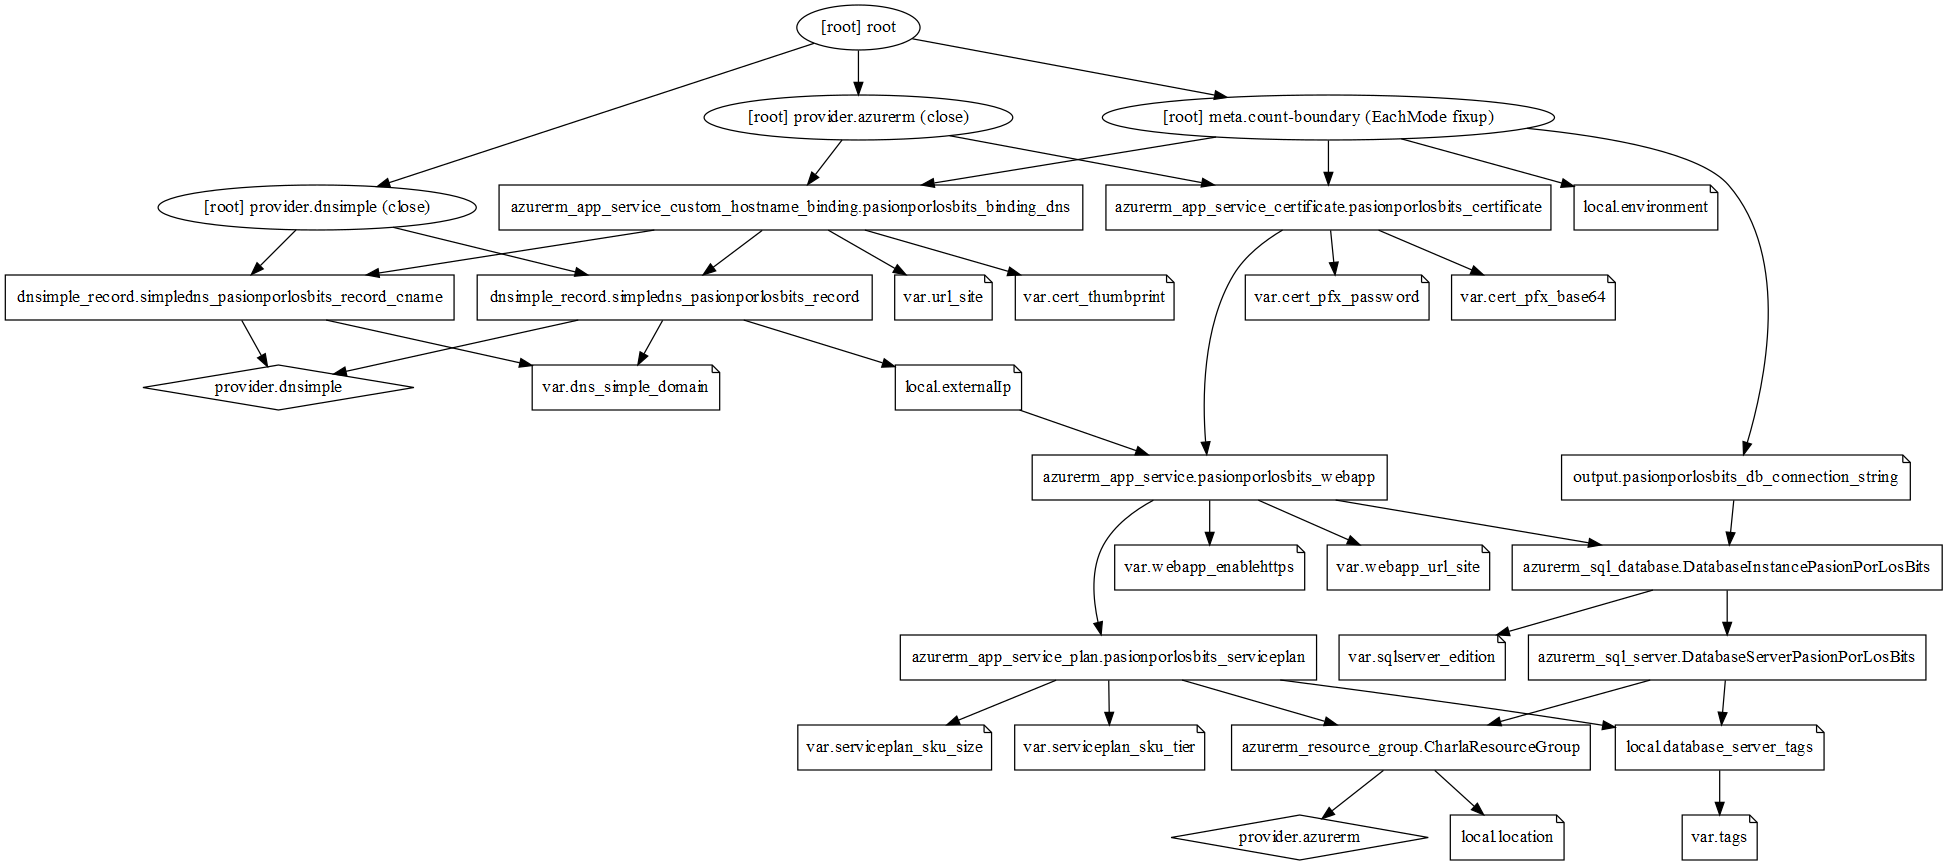 [root] root
[root] provider.azurerm (close)
[root] meta.count-boundary (EachMode fixup)
[root] provider.dnsimple (close)
azurerm_app_service_custom_hostname_binding.pasionporlosbits_binding_dns
azurerm_app_service_certificate.pasionporlosbits_certificate
local.environment
dnsimple_record.simpledns_pasionporlosbits_record_cname
dnsimple_record.simpledns_pasionporlosbits_record
var.url_site
var.cert_thumbprint
var.cert_pfx_password
var.cert_pfx_base64
provider.dnsimple
var.dns_simple_domain
local.externalIp
azurerm_app_service.pasionporlosbits_webapp
output.pasionporlosbits_db_connection_string
var.webapp_enablehttps
var.webapp_url_site
azurerm_sql_database.DatabaseInstancePasionPorLosBits
azurerm_app_service_plan.pasionporlosbits_serviceplan
var.sqlserver_edition
azurerm_sql_server.DatabaseServerPasionPorLosBits
var.serviceplan_sku_size
var.serviceplan_sku_tier
azurerm_resource_group.CharlaResourceGroup
local.database_server_tags
provider.azurerm
local.location
var.tags